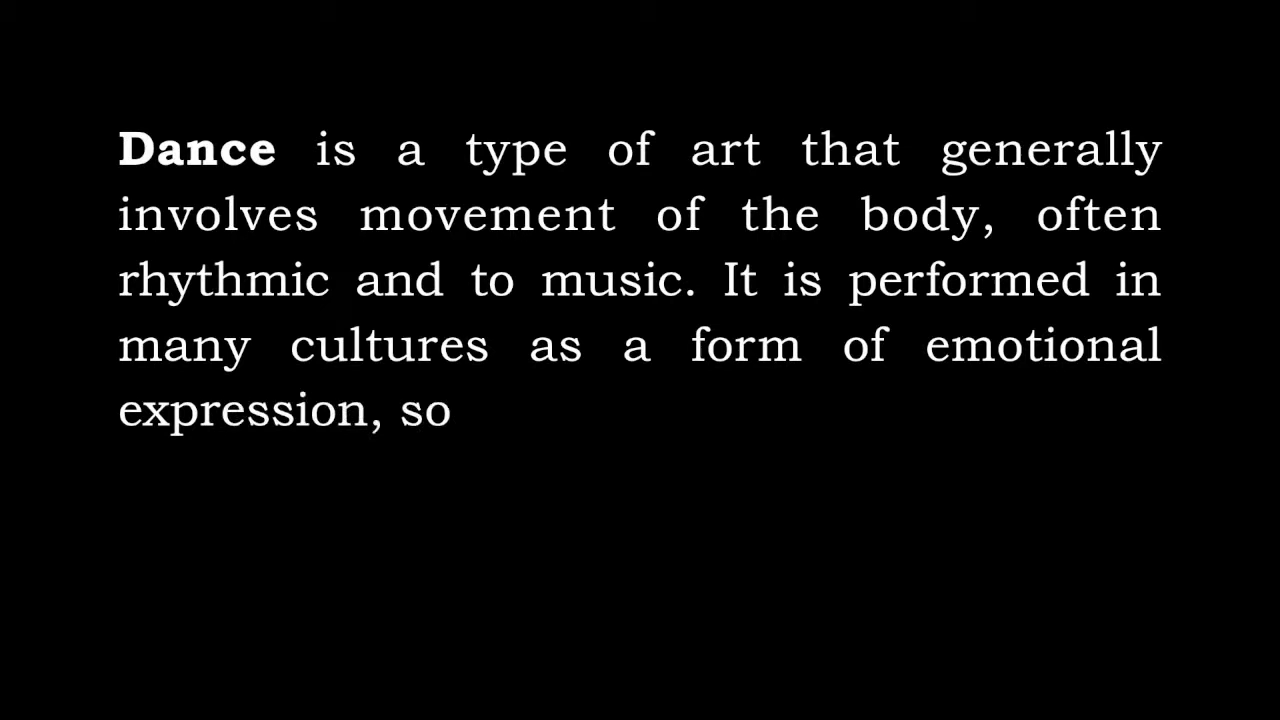 Dance is a type of art that generally
involves movement of the body, often
rhythmic and to music. It is performed in
many cultures as a form of emotional
expression, so